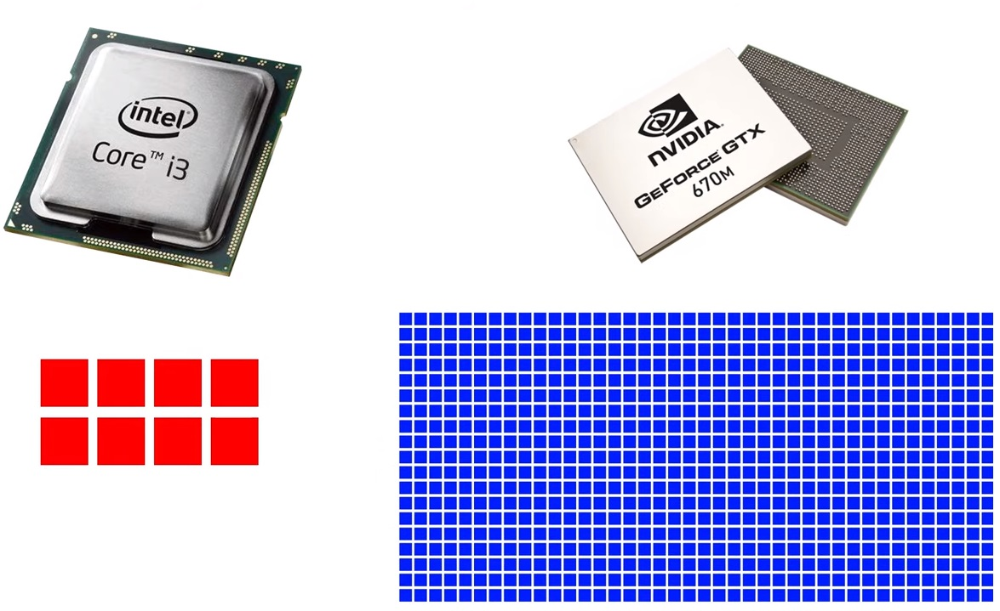 intel
Core™ i3
NVIDIA
GEFORCE GTX
670M